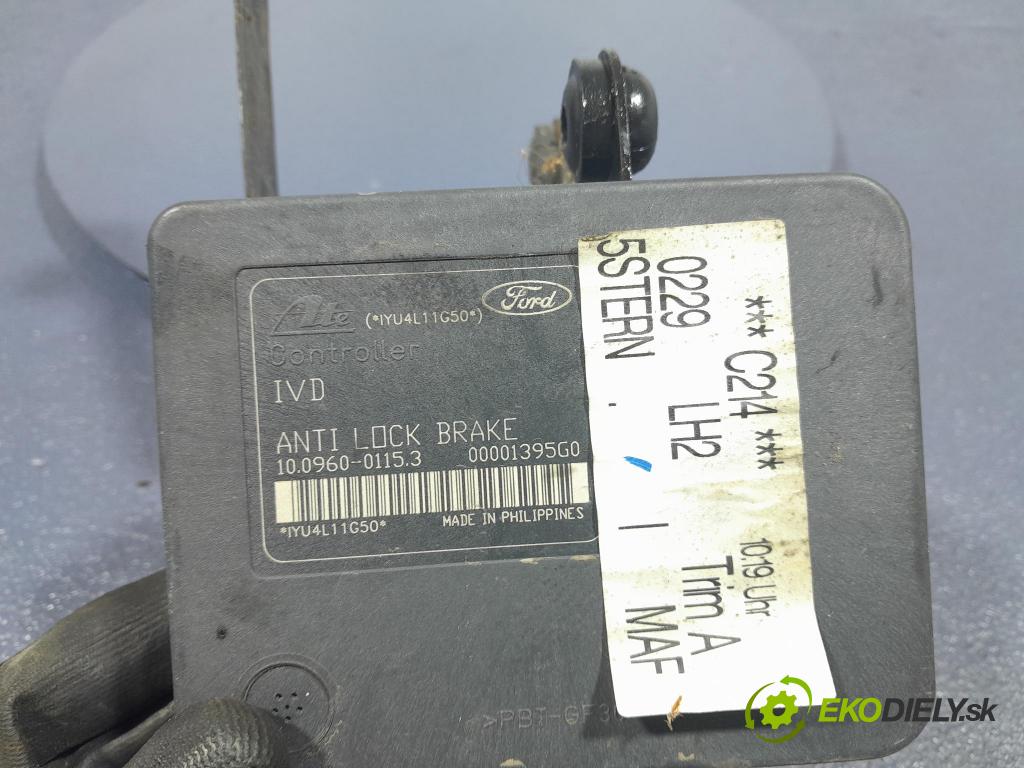 Ate (*IYU4L11G50*) Ford
Controller
IVD
ANTI LOCK BRAKE
10.0960-0115.3 00001395G0
*IYU4L11G50* MADE IN PHILIPPINES
*** C214 *** 10:19 Uhr
0229 LH2 Trim A
5STERN . / | MAF
>PBT-GF3
EKODIELY.sk